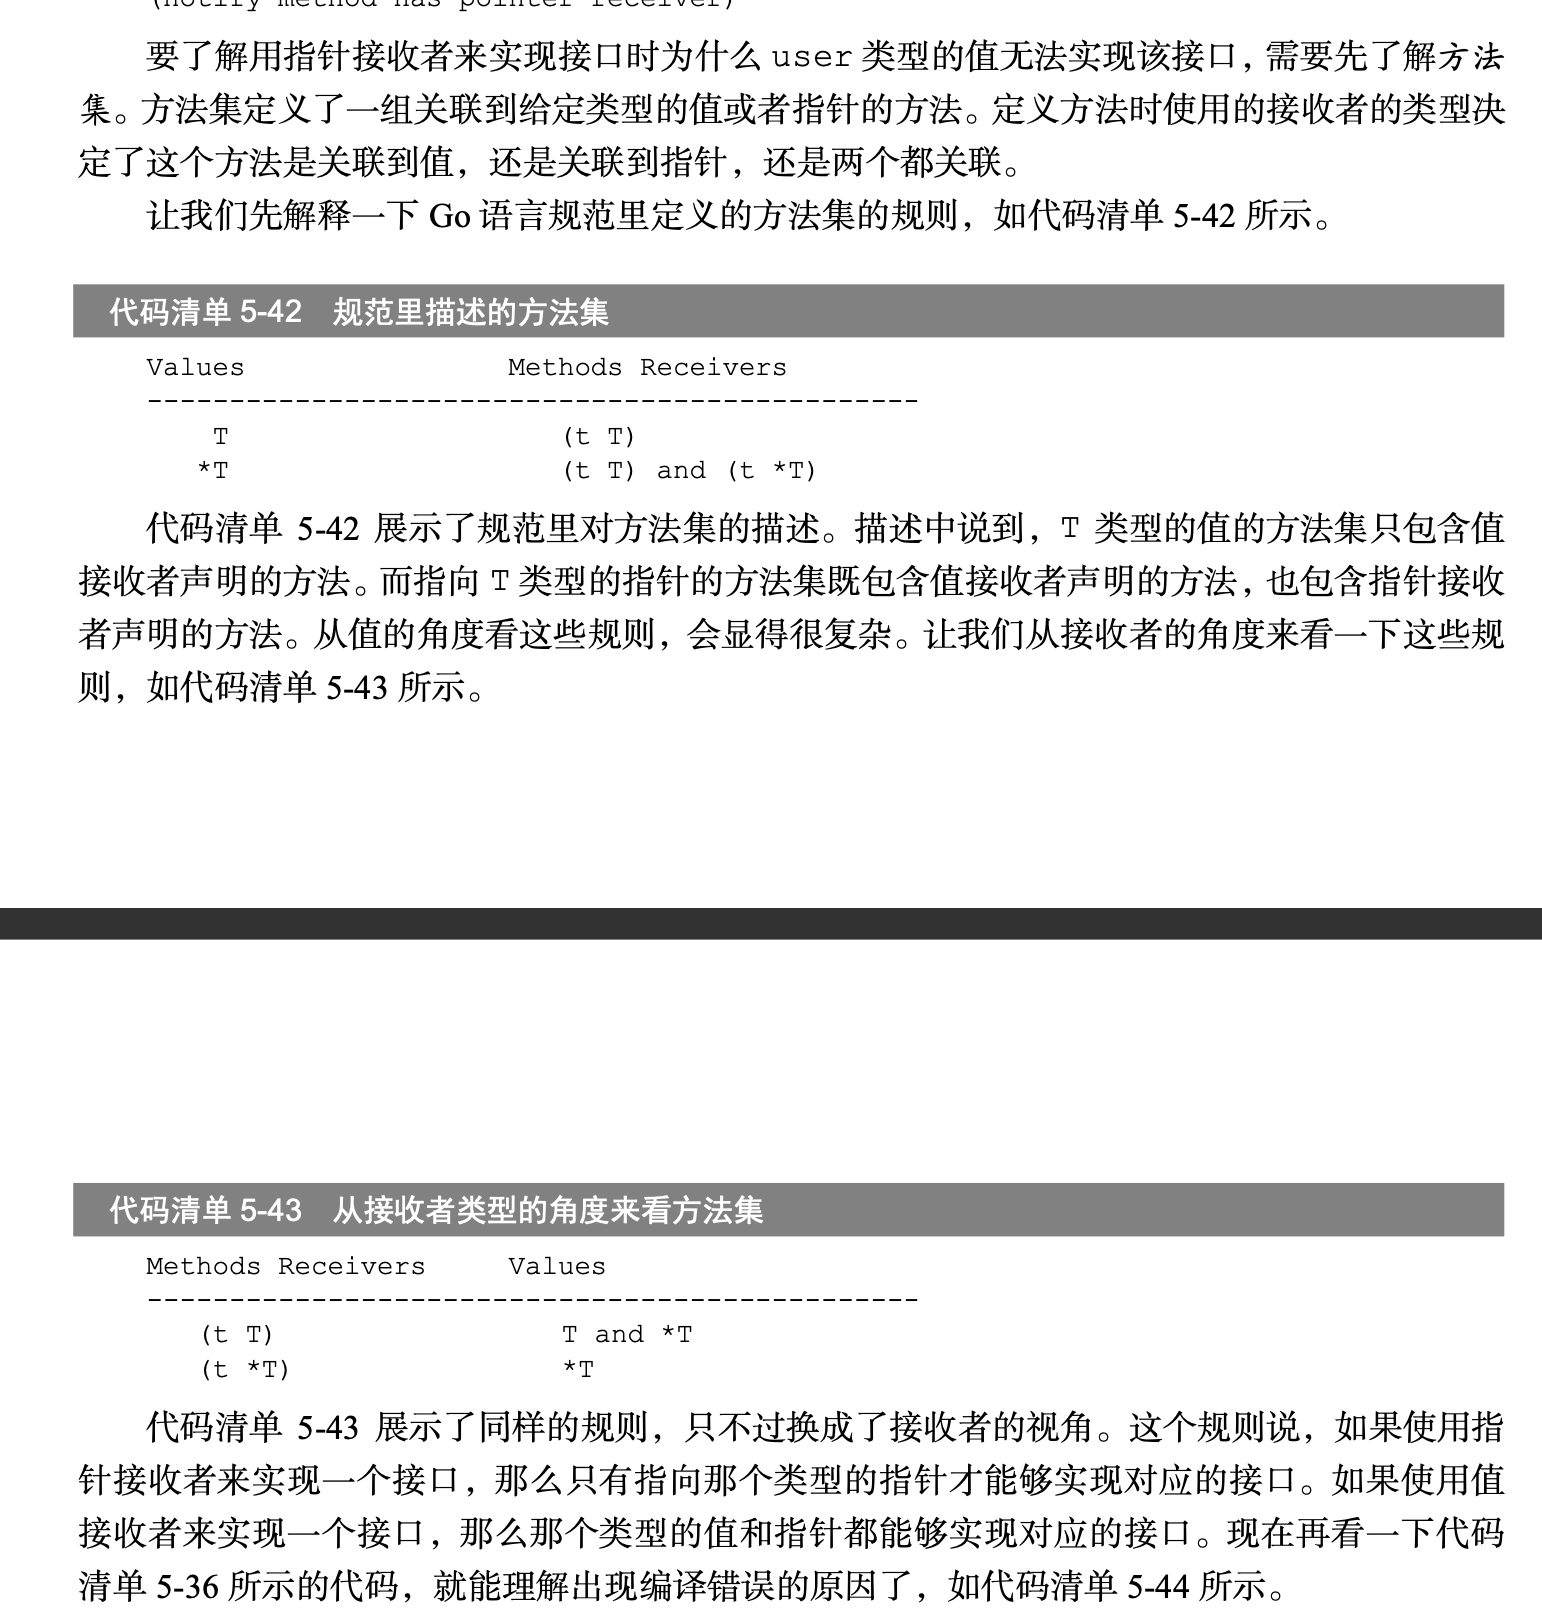 (notify method has pointer receiver)
要了解用指针接收者来实现接口时为什么 user 类型的值无法实现该接口，需要先了解方法
集。方法集定义了一组关联到给定类型的值或者指针的方法。定义方法时使用的接收者的类型决
定了这个方法是关联到值，还是关联到指针，还是两个都关联。
让我们先解释一下 Go 语言规范里定义的方法集的规则，如代码清单 5-42 所示。
代码清单 5-42 规范里描述的方法集
Values Methods Receivers
-----------------------------------------------
T (t T)
*T (t T) and (t *T)
代码清单 5-42 展示了规范里对方法集的描述。描述中说到，T 类型的值的方法集只包含值
接收者声明的方法。而指向 T 类型的指针的方法集既包含值接收者声明的方法，也包含指针接收
者声明的方法。从值的角度看这些规则，会显得很复杂。让我们从接收者的角度来看一下这些规
则，如代码清单 5-43 所示。
代码清单 5-43 从接收者类型的角度来看方法集
Methods Receivers Values
-----------------------------------------------
(t T) T and *T
(t *T) *T
代码清单 5-43 展示了同样的规则，只不过换成了接收者的视角。这个规则说，如果使用指
针接收者来实现一个接口，那么只有指向那个类型的指针才能够实现对应的接口。如果使用值
接收者来实现一个接口，那么那个类型的值和指针都能够实现对应的接口。现在再看一下代码
清单 5-36 所示的代码，就能理解出现编译错误的原因了，如代码清单 5-44 所示。